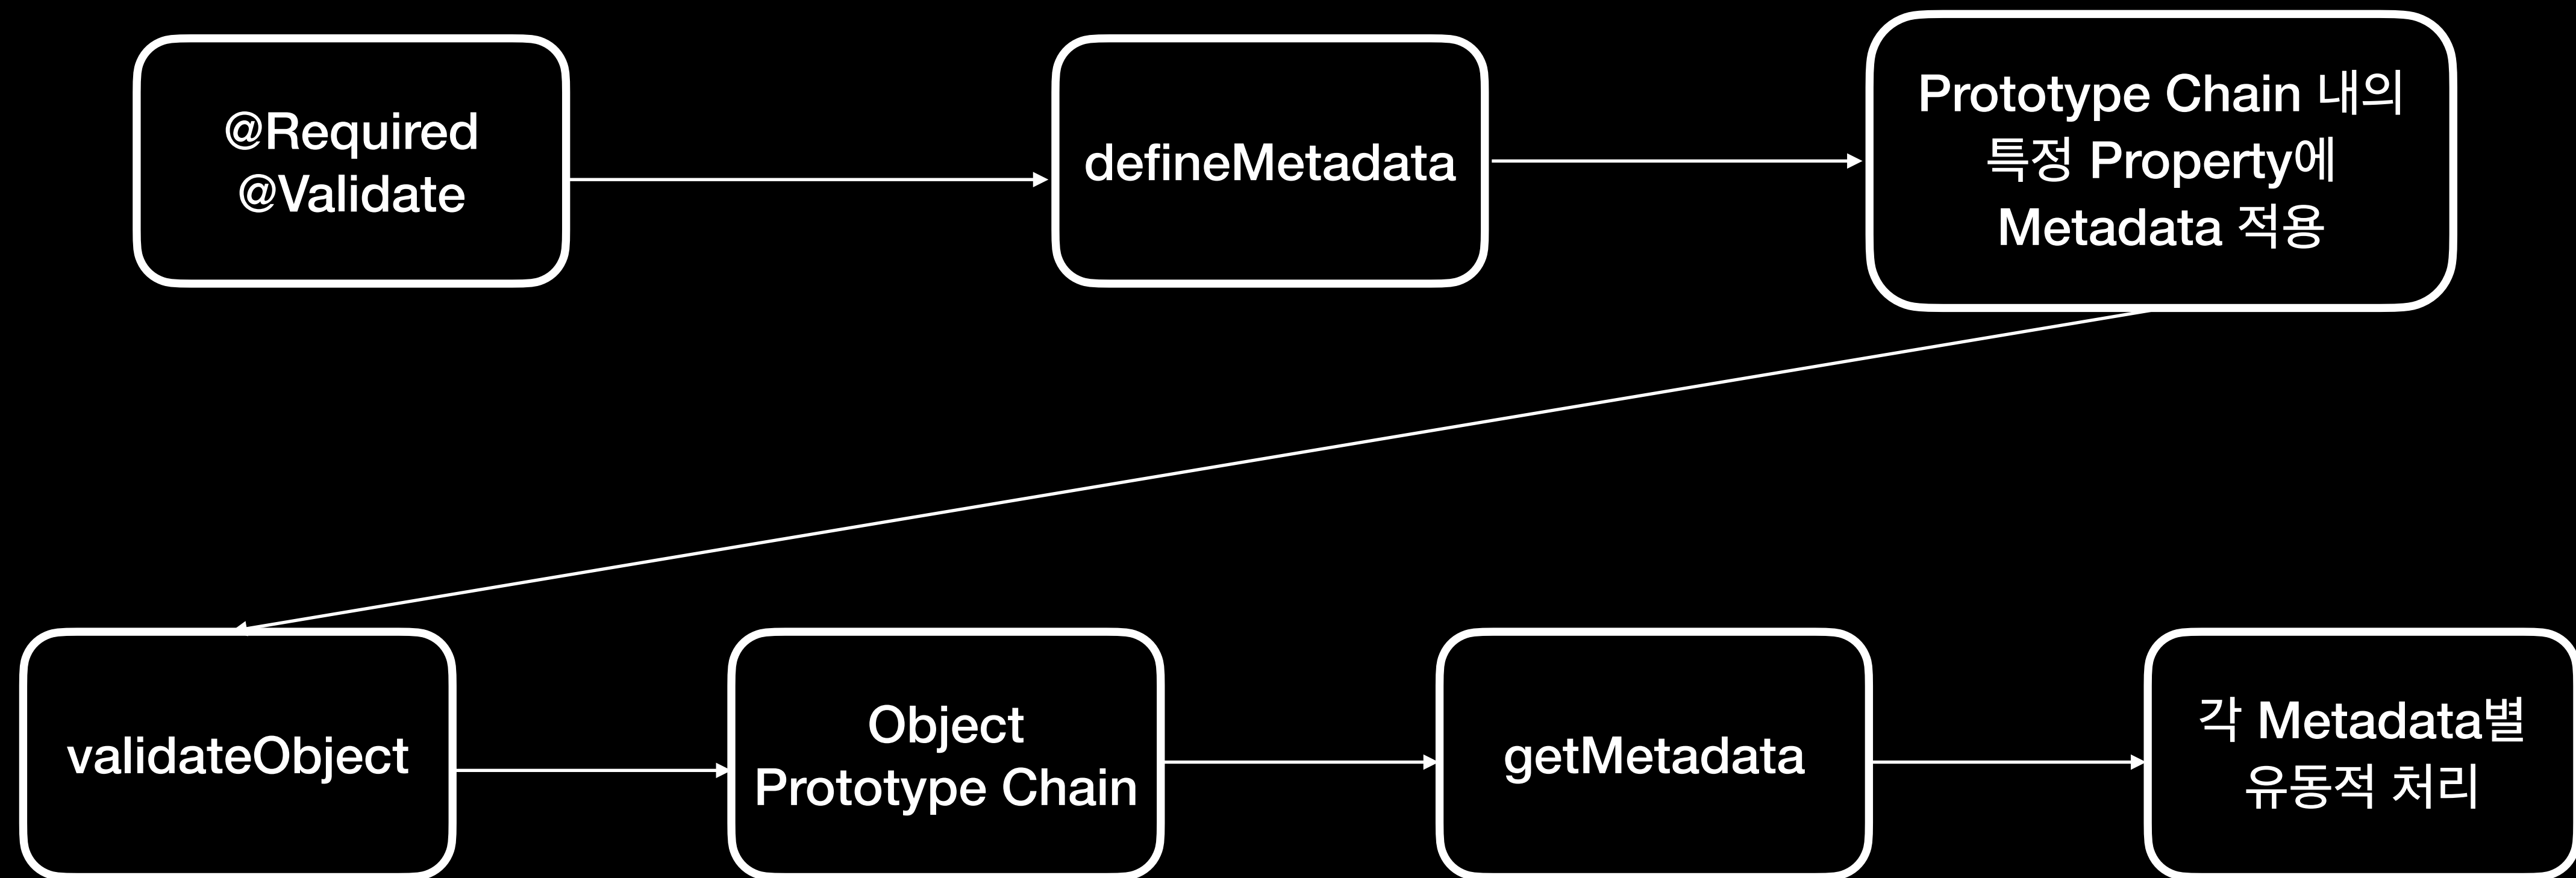 @Required
@Validate
defineMetadata
Prototype Chain 내의
특정 Property에
Metadata 적용
validateObject
Object
Prototype Chain
getMetadata
각 Metadata별
유동적 처리